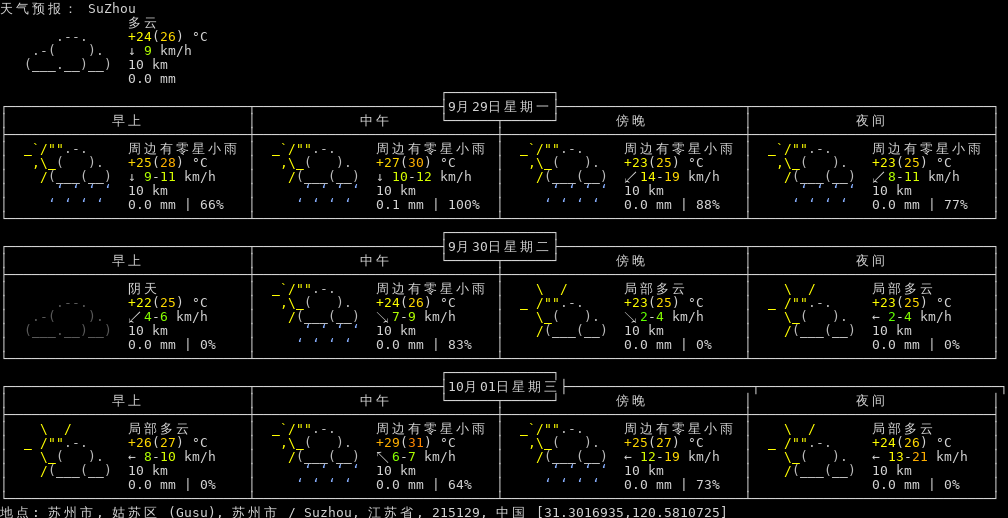 天气预报: SuZhou
多云
+24(26) °C
↓ 9 km/h
10 km
0.0 mm
9月29日星期一
早上 中午 傍晚 夜间
周边有零星小雨 周边有零星小雨 周边有零星小雨 周边有零星小雨
+25(28) °C +27(30) °C +23(25) °C +23(25) °C
↓ 9-11 km/h ↓ 10-12 km/h ↙ 14-19 km/h ↙ 8-11 km/h
10 km 10 km 10 km 10 km
0.0 mm | 66% 0.1 mm | 100% 0.0 mm | 88% 0.0 mm | 77%
9月30日星期二
早上 中午 傍晚 夜间
阴天 周边有零星小雨 局部多云 局部多云
+22(25) °C +24(26) °C +23(25) °C +23(25) °C
↙ 4-6 km/h ↘ 7-9 km/h ↘ 2-4 km/h ← 2-4 km/h
10 km 10 km 10 km 10 km
0.0 mm | 0% 0.0 mm | 83% 0.0 mm | 0% 0.0 mm | 0%
10月01日星期三
早上 中午 傍晚 夜间
局部多云 周边有零星小雨 周边有零星小雨 局部多云
+26(27) °C +29(31) °C +25(27) °C +24(26) °C
← 8-10 km/h ↖ 6-7 km/h ← 12-19 km/h ← 13-21 km/h
10 km 10 km 10 km 10 km
0.0 mm | 0% 0.0 mm | 64% 0.0 mm | 73% 0.0 mm | 0%
地点: 苏州市, 姑苏区 (Gusu), 苏州市 / Suzhou, 江苏省, 215129, 中国 [31.3016935,120.5810725]